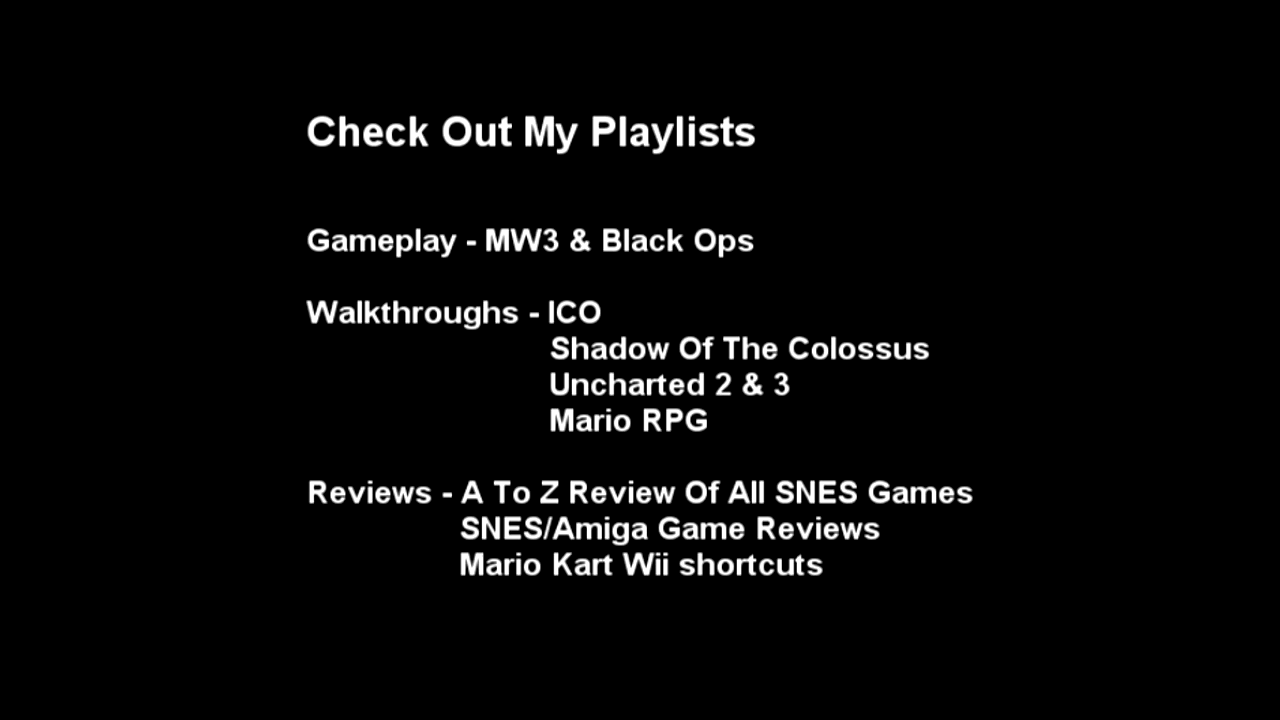 Check Out My Playlists
Gameplay - MW3 & Black Ops
Walkthroughs - ICO
Shadow Of The Colossus
Uncharted 2 & 3
Mario RPG
Reviews - A To Z Review Of All SNES Games
SNES/Amiga Game Reviews
Mario Kart Wii shortcuts